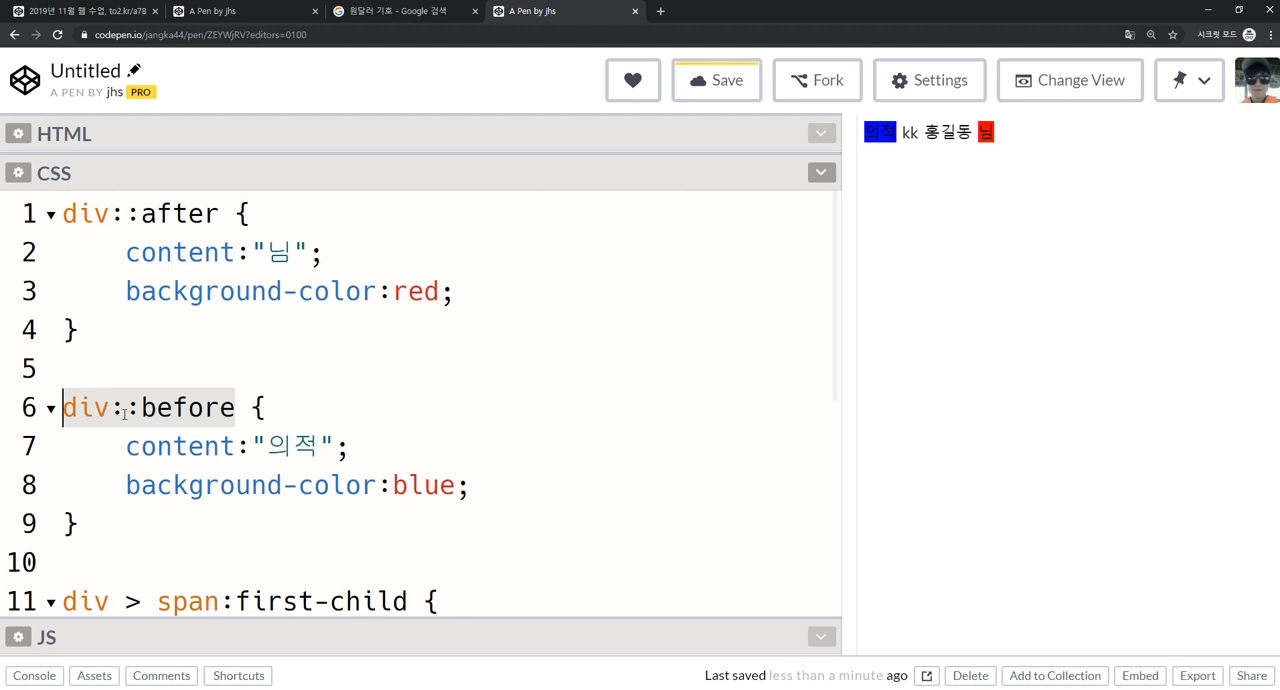 2019년 11월 웹 수업, to2.kr/a7B
A Pen by jhs
원달러 기호 - Google 검색
A Pen by jhs
codepen.io/jangka44/pen/ZEYWjRV?editors=0100
시크릿 모드
Untitled
A PEN BY jhs PRO
Save
Fork
Settings
Change View
HTML
CSS
1 div::after {
2 content:"님";
3 background-color:red;
4 }
5
6 div::before {
7 content:"의적";
8 background-color:blue;
9 }
10
11 div > span:first-child {
JS
의적 kk 홍길동 님
Console Assets Comments Shortcuts
Last saved less than a minute ago
Delete Add to Collection Embed Export Share